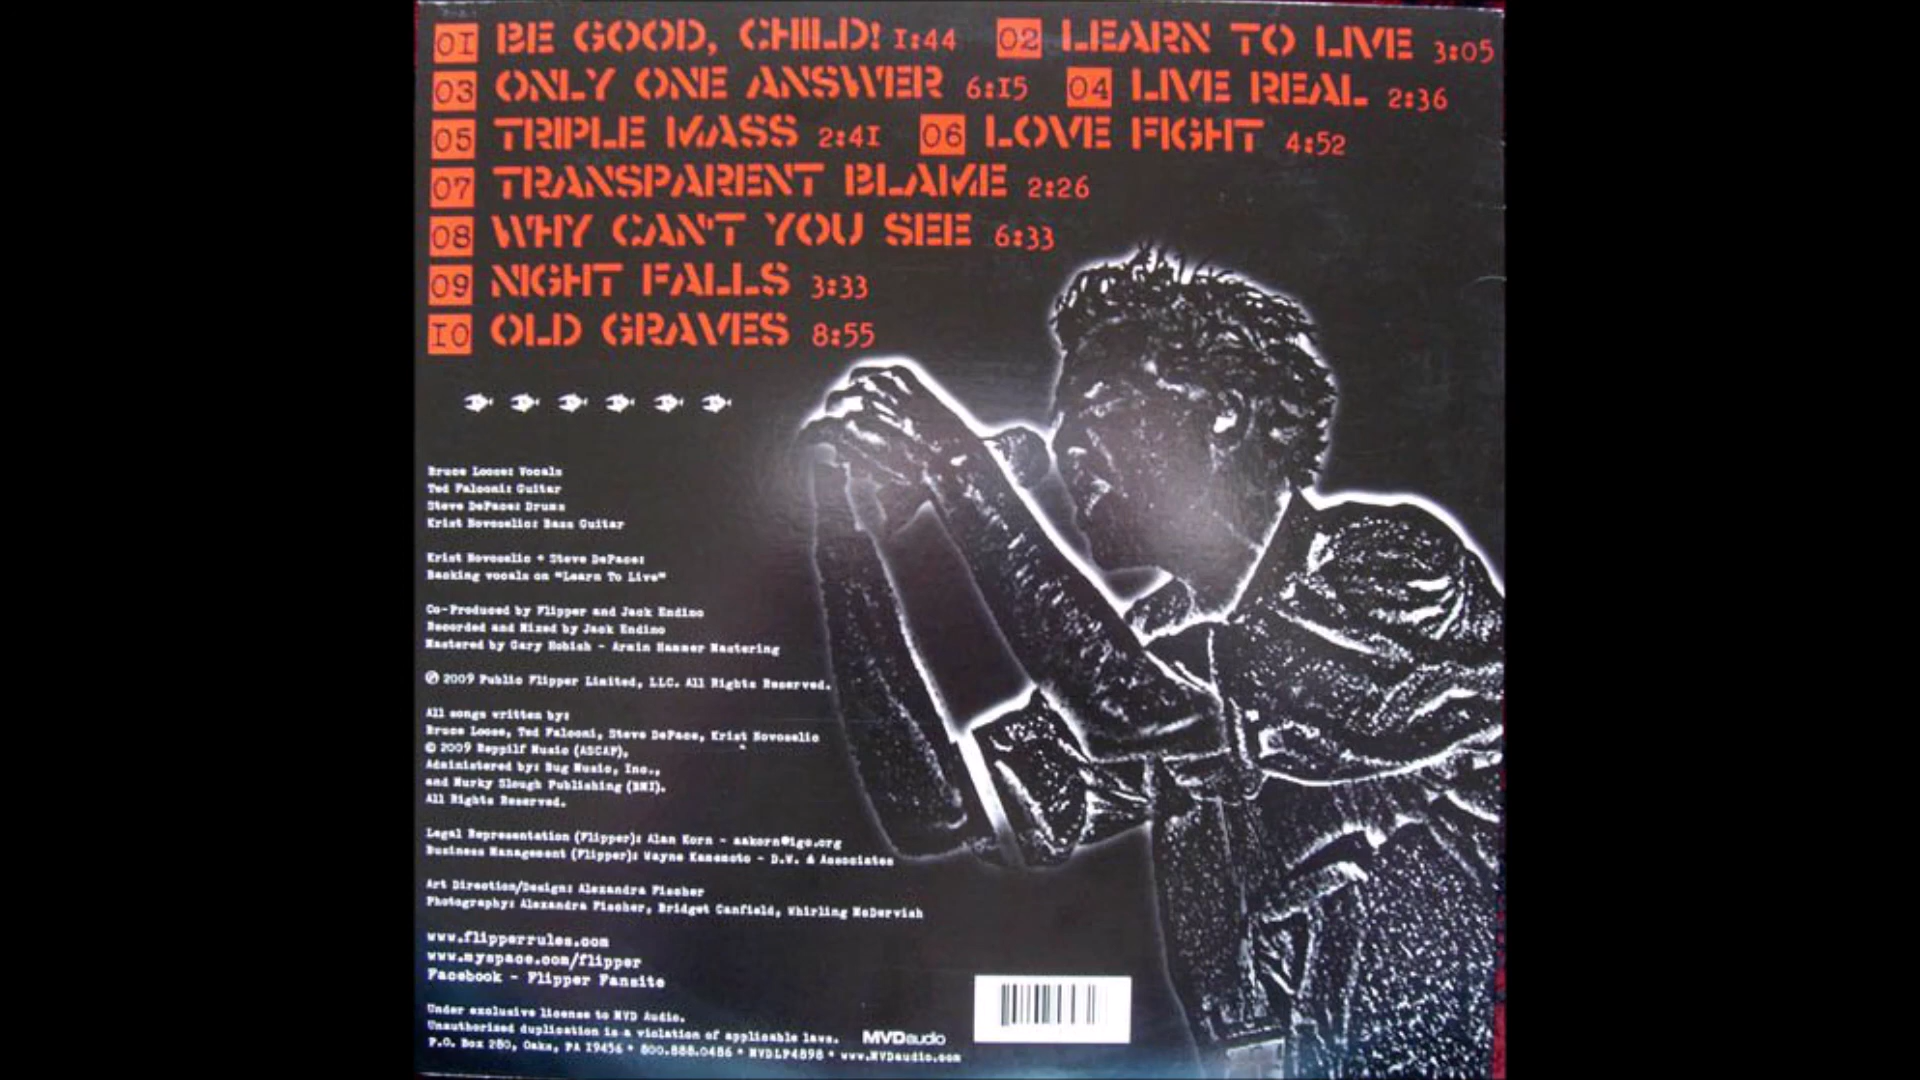 01 BE GOOD, CHILD! 1:44 02 LEARN TO LIVE 3:05
03 ONLY ONE ANSWER 6:15 04 LIVE REAL 2:36
05 TRIPLE MASS 2:41 06 LOVE FIGHT 4:52
07 TRANSPARENT BLAME 2:26
08 WHY CAN'T YOU SEE 6:33
09 NIGHT FALLS 3:33
10 OLD GRAVES 8:55
Bruce Loose: Vocals
Ted Falconi: Guitar
Steve DePace: Drums
Krist Novoselic: Bass Guitar
Krist Novoselic + Steve DePace:
Backing vocals on "Learn To Live"
Co-Produced by Flipper and Jack Endino
Recorded and Mixed by Jack Endino
Mastered by Gary Hobish - Armin Hammer Mastering
℗ 2009 Public Flipper Limited, LLC. All Rights Reserved.
All songs written by:
Bruce Loose, Ted Falconi, Steve DePace, Krist Novoselic
© 2009 Reppilf Music (ASCAP),
Administered by: Bug Music, Inc.,
and Murky Slough Publishing (BMI).
All Rights Reserved.
Legal Representation (Flipper): Alan Korn - aakorn@igc.org
Business Management (Flipper): Wayne Kamemoto - D.W. & Associates
Art Direction/Design: Alexandra Fischer
Photography: Alexandra Fischer, Bridget Canfield, Whirling McDervish
www.flipperrules.com
www.myspace.com/flipper
Facebook - Flipper Fansite
Under exclusive license to MVD Audio.
Unauthorized duplication is a violation of applicable laws. MVDaudio
P.O. Box 280, Oaks, PA 19456 * 800.888.0486 * MVDLP4898 * www.MVDaudio.com